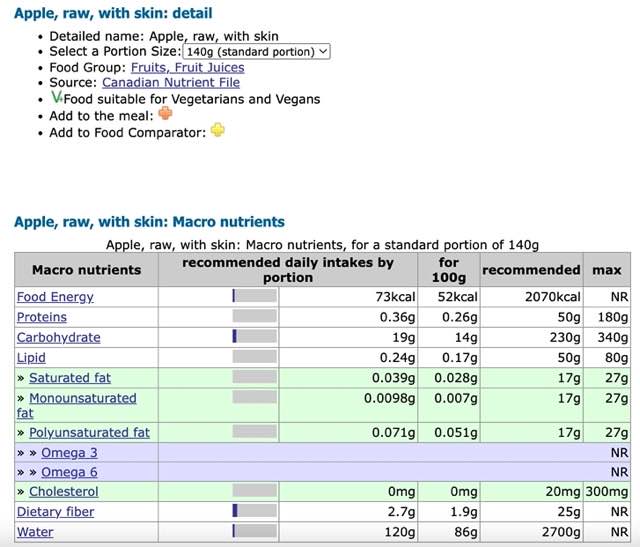 Apple, raw, with skin: detail
• Detailed name: Apple, raw, with skin
• Select a Portion Size: 140g (standard portion)
• Food Group: Fruits, Fruit Juices
• Source: Canadian Nutrient File
• V Food suitable for Vegetarians and Vegans
• Add to the meal:
• Add to Food Comparator:
Apple, raw, with skin: Macro nutrients
Apple, raw, with skin: Macro nutrients, for a standard portion of 140g
Macro nutrients recommended daily intakes by portion for 100g recommended max
Food Energy 73kcal 52kcal 2070kcal NR
Proteins 0.36g 0.26g 50g 180g
Carbohydrate 19g 14g 230g 340g
Lipid 0.24g 0.17g 50g 80g
» Saturated fat 0.039g 0.028g 17g 27g
» Monounsaturated fat 0.0098g 0.007g 17g 27g
» Polyunsaturated fat 0.071g 0.051g 17g 27g
» » Omega 3 NR
» » Omega 6 NR
» Cholesterol 0mg 0mg 20mg 300mg
Dietary fiber 2.7g 1.9g 25g NR
Water 120g 86g 2700g NR